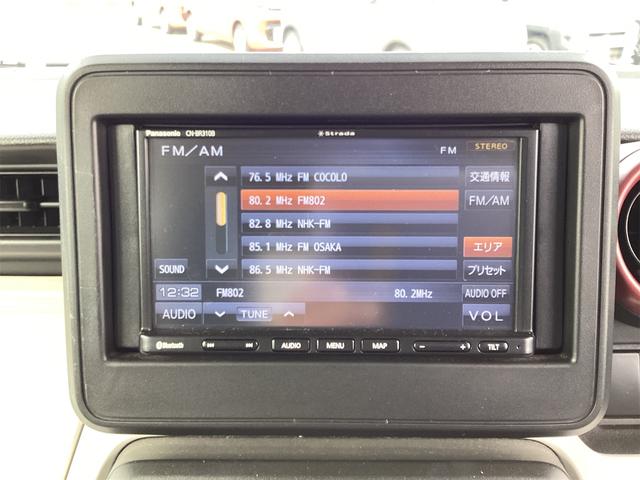 Panasonic CN-BR310B Strada
FM/AM FM STEREO
76.5 MHz FM COCOLO 交通情報
80.2 MHz FM802 FM/AM
82.8 MHz NHK-FM
85.1 MHz FM OSAKA エリア
SOUND 86.5 MHz NHK-FM プリセット
12:32 FM802 80.2MHz AUDIO OFF
AUDIO TUNE VOL
Bluetooth AUDIO MENU MAP − + TILT